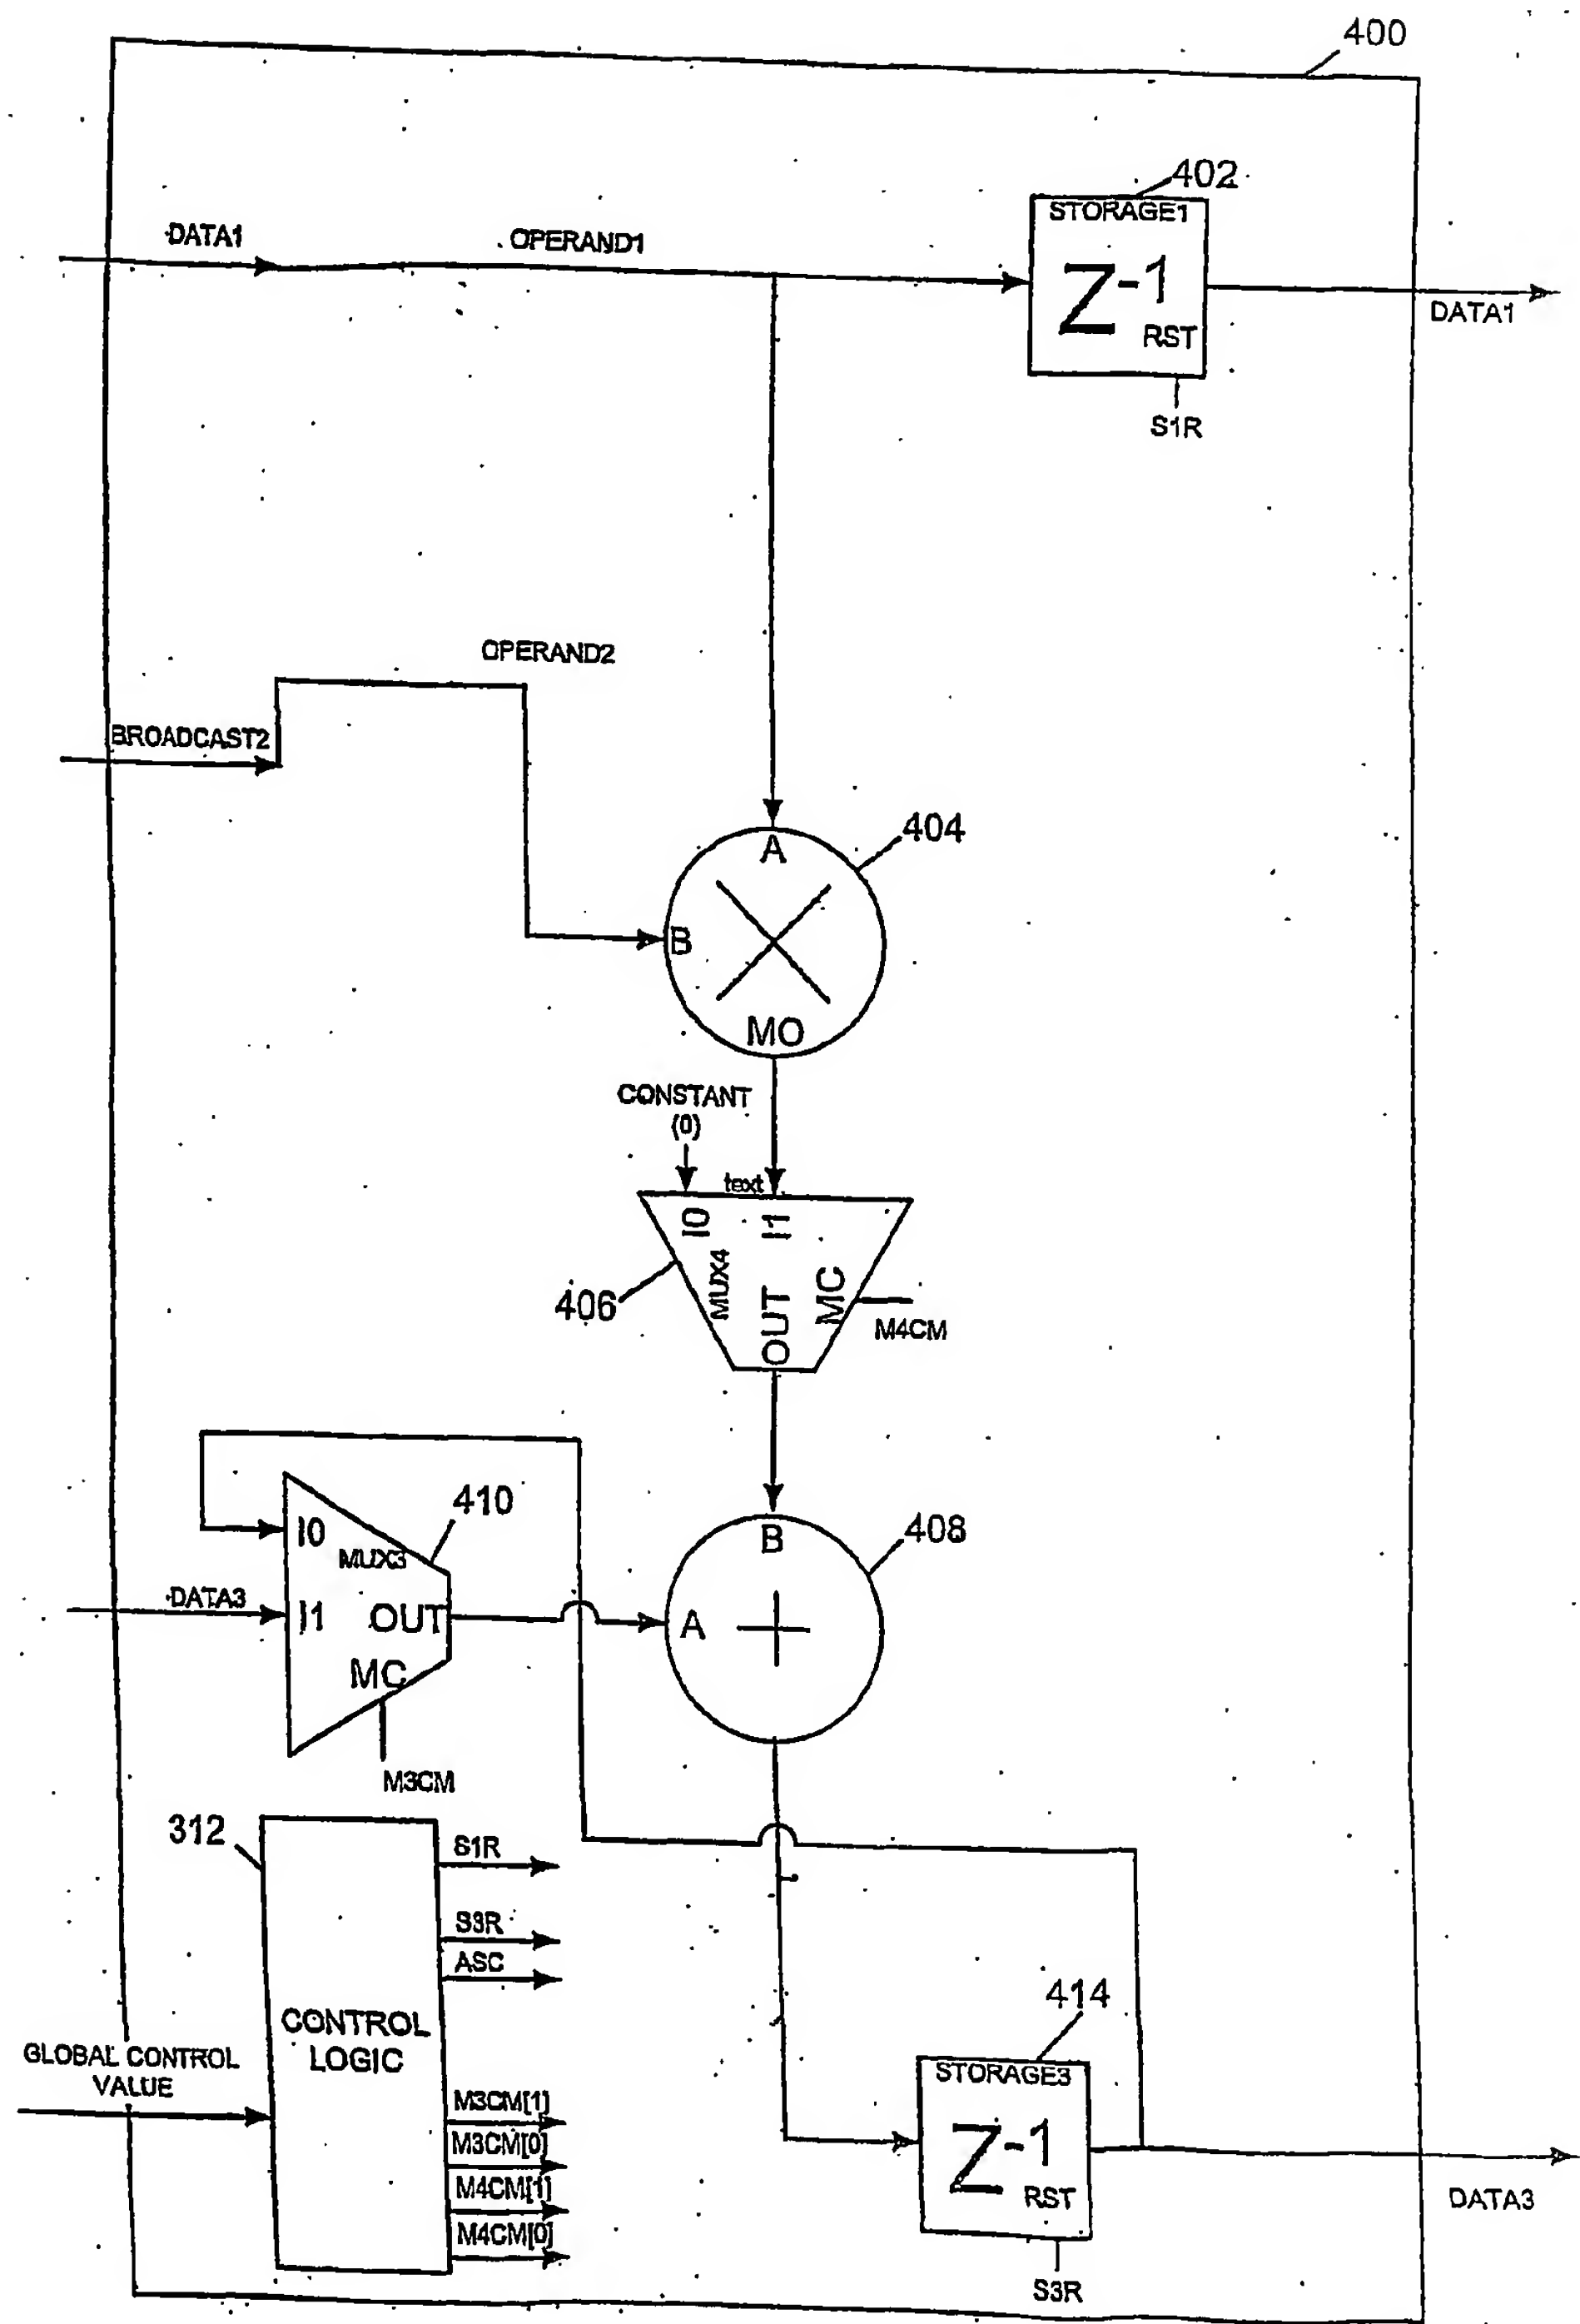 400
402
STORAGE1
DATA1
OPERAND1
Z-1
RST
DATA1
S1R
OPERAND2
BROADCAST2
404
A
B
MO
CONSTANT
(0)
text
I0
I1
MUX4
OUT
MC
406
M4CM
410
I0
MUX3
B
408
DATA3
I1
OUT
A
MC
M3CM
312
S1R
S3R
ASC
414
CONTROL
LOGIC
GLOBAL CONTROL
VALUE
STORAGE3
M3CM[1]
M3CM[0]
Z-1
M4CM[1]
RST
DATA3
M4CM[0]
S3R